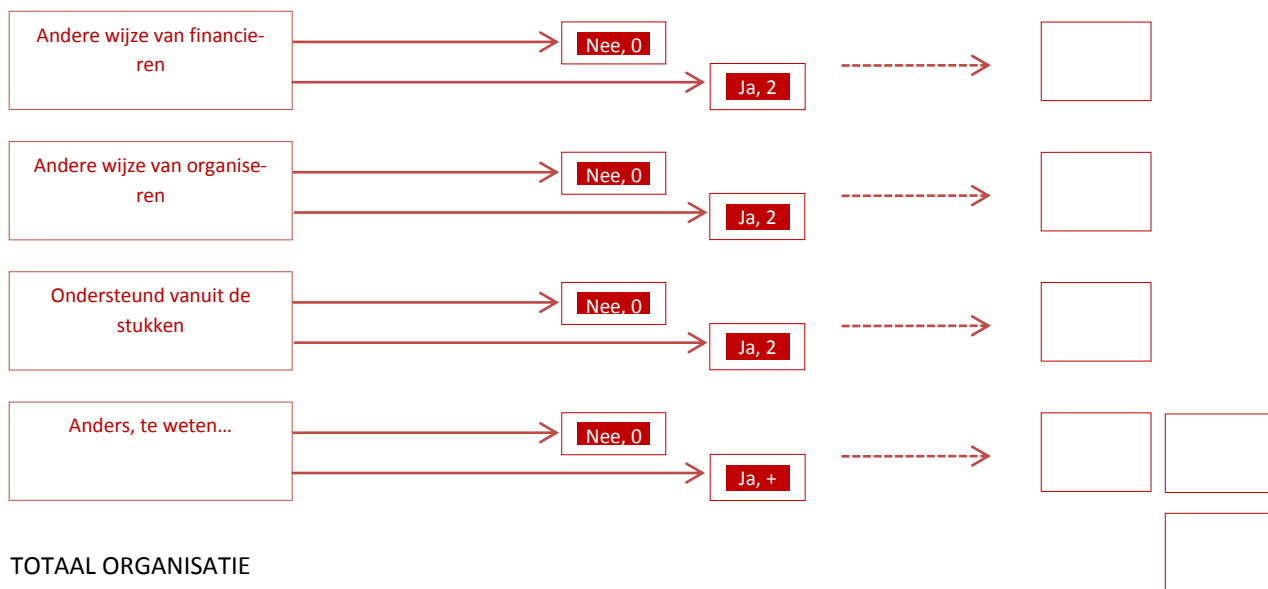 Andere wijze van financie-
ren
Nee, 0
Ja, 2
Andere wijze van organise-
ren
Nee, 0
Ja, 2
Ondersteund vanuit de
stukken
Nee, 0
Ja, 2
Anders, te weten…
Nee, 0
Ja, +
TOTAAL ORGANISATIE